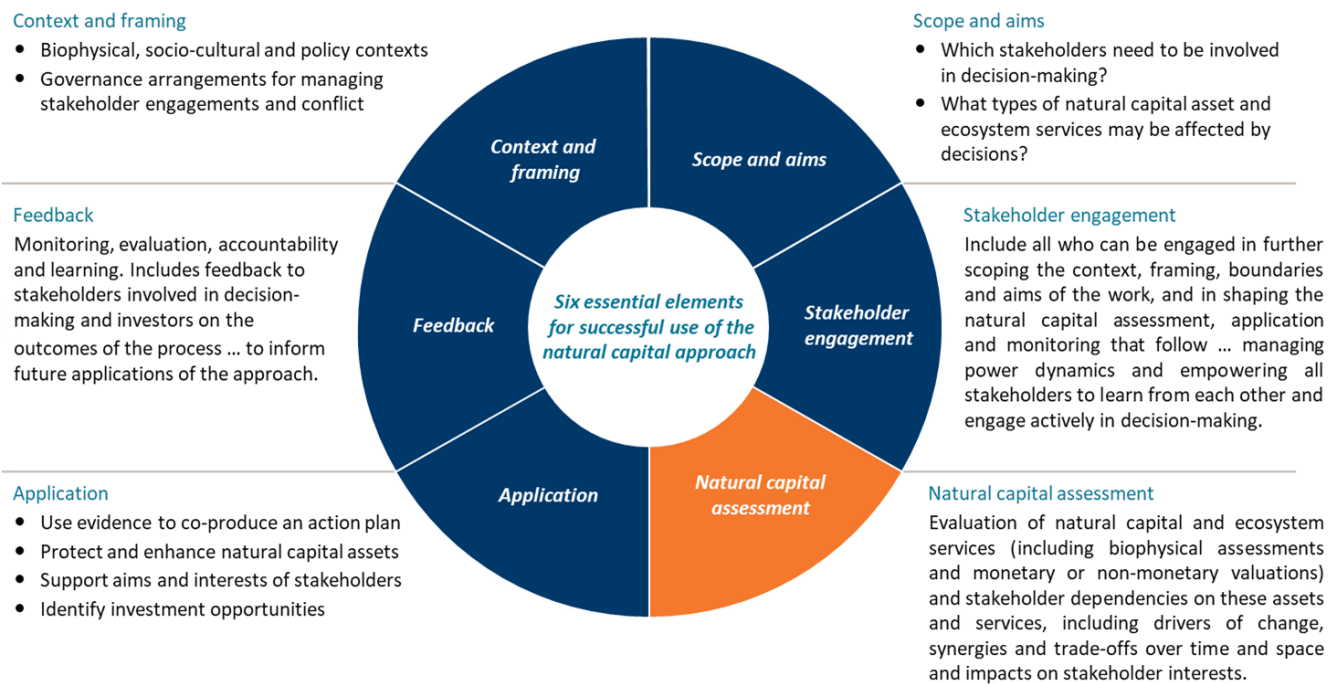 Context and framing
• Biophysical, socio-cultural and policy contexts
• Governance arrangements for managing
stakeholder engagements and conflict
Scope and aims
• Which stakeholders need to be involved
in decision-making?
• What types of natural capital asset and
ecosystem services may be affected by
decisions?
Feedback
Monitoring, evaluation, accountability
and learning. Includes feedback to
stakeholders involved in decision-
making and investors on the
outcomes of the process ... to inform
future applications of the approach.
Stakeholder engagement
Include all who can be engaged in further
scoping the context, framing, boundaries
and aims of the work, and in shaping the
natural capital assessment, application
and monitoring that follow ... managing
power dynamics and empowering all
stakeholders to learn from each other and
engage actively in decision-making.
Application
• Use evidence to co-produce an action plan
• Protect and enhance natural capital assets
• Support aims and interests of stakeholders
• Identify investment opportunities
Natural capital assessment
Evaluation of natural capital and ecosystem
services (including biophysical assessments
and monetary or non-monetary valuations)
and stakeholder dependencies on these assets
and services, including drivers of change,
synergies and trade-offs over time and space
and impacts on stakeholder interests.
Context and
framing
Scope and aims
Stakeholder
engagement
Natural capital
assessment
Application
Feedback
Six essential elements
for successful use of the
natural capital approach